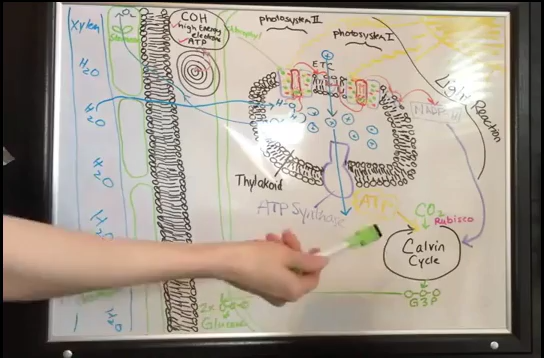 Xylem
O₂
COH
high Energy
electrons
ATP
photosystem II
photosystem I
Light Reaction
ETC
H₂O
H₂O
H₂O
H₂O
H₂O
H₂O
Thylakoid
ATP Synthase
ATP
CO₂
Rubisco
Calvin
Cycle
G3P
2x
Glucose